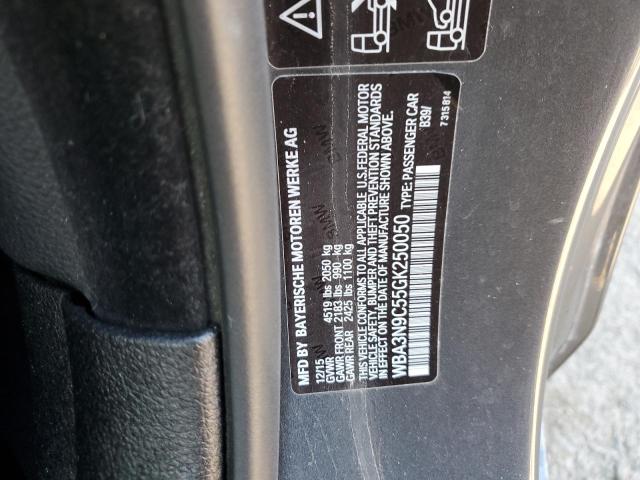 MFD BY BAYERISCHE MOTOREN WERKE AG
12/15
GVWR 4519 lbs 2050 kg
GAWR FRONT 2183 lbs 990 kg
GAWR REAR 2425 lbs 1100 kg
THIS VEHICLE CONFORMS TO ALL APPLICABLE U.S. FEDERAL MOTOR
VEHICLE SAFETY, BUMPER, AND THEFT PREVENTION STANDARDS
IN EFFECT ON THE DATE OF MANUFACTURE SHOWN ABOVE.
WBA3N9C55GK250050 TYPE: PASSENGER CAR
B39/
7315814